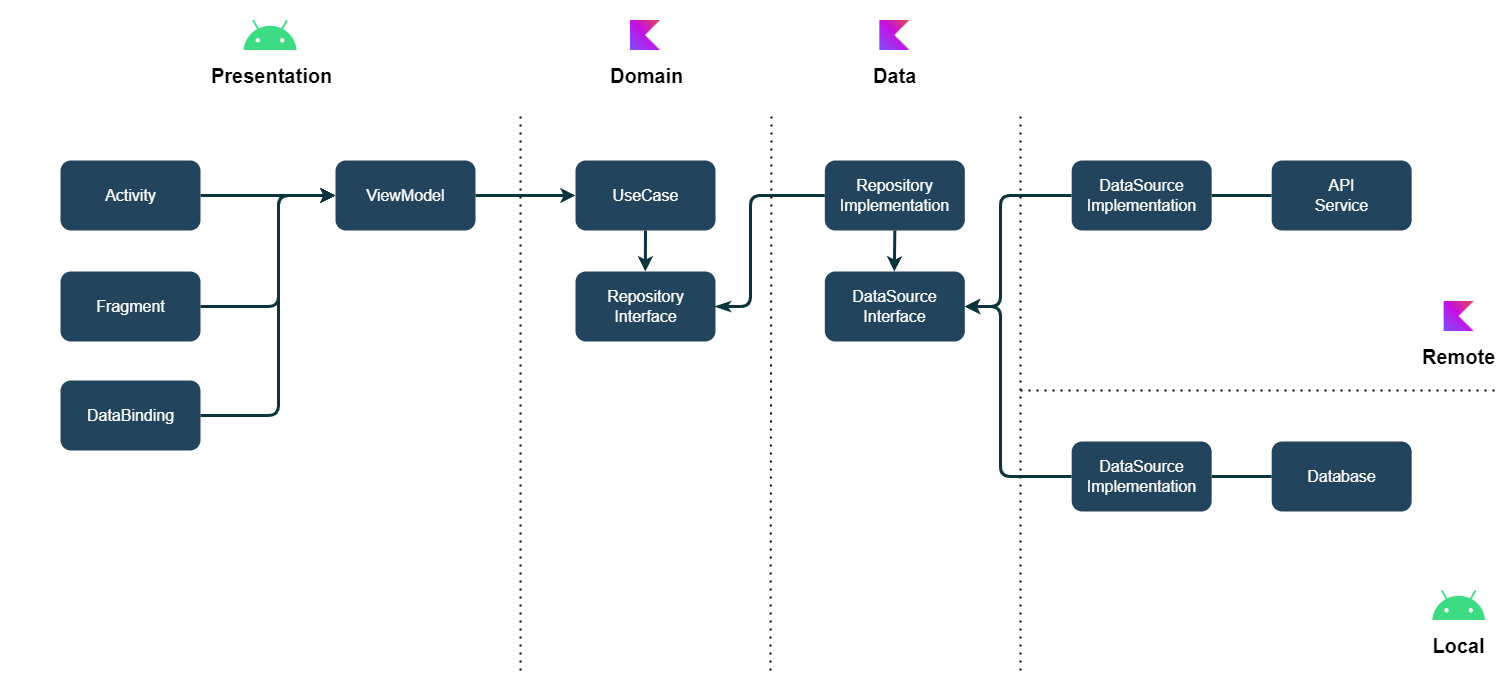 Presentation
Domain
Data
Activity
ViewModel
UseCase
Repository
Implementation
DataSource
Implementation
API
Service
Fragment
Repository
Interface
DataSource
Interface
Remote
DataBinding
DataSource
Implementation
Database
Local